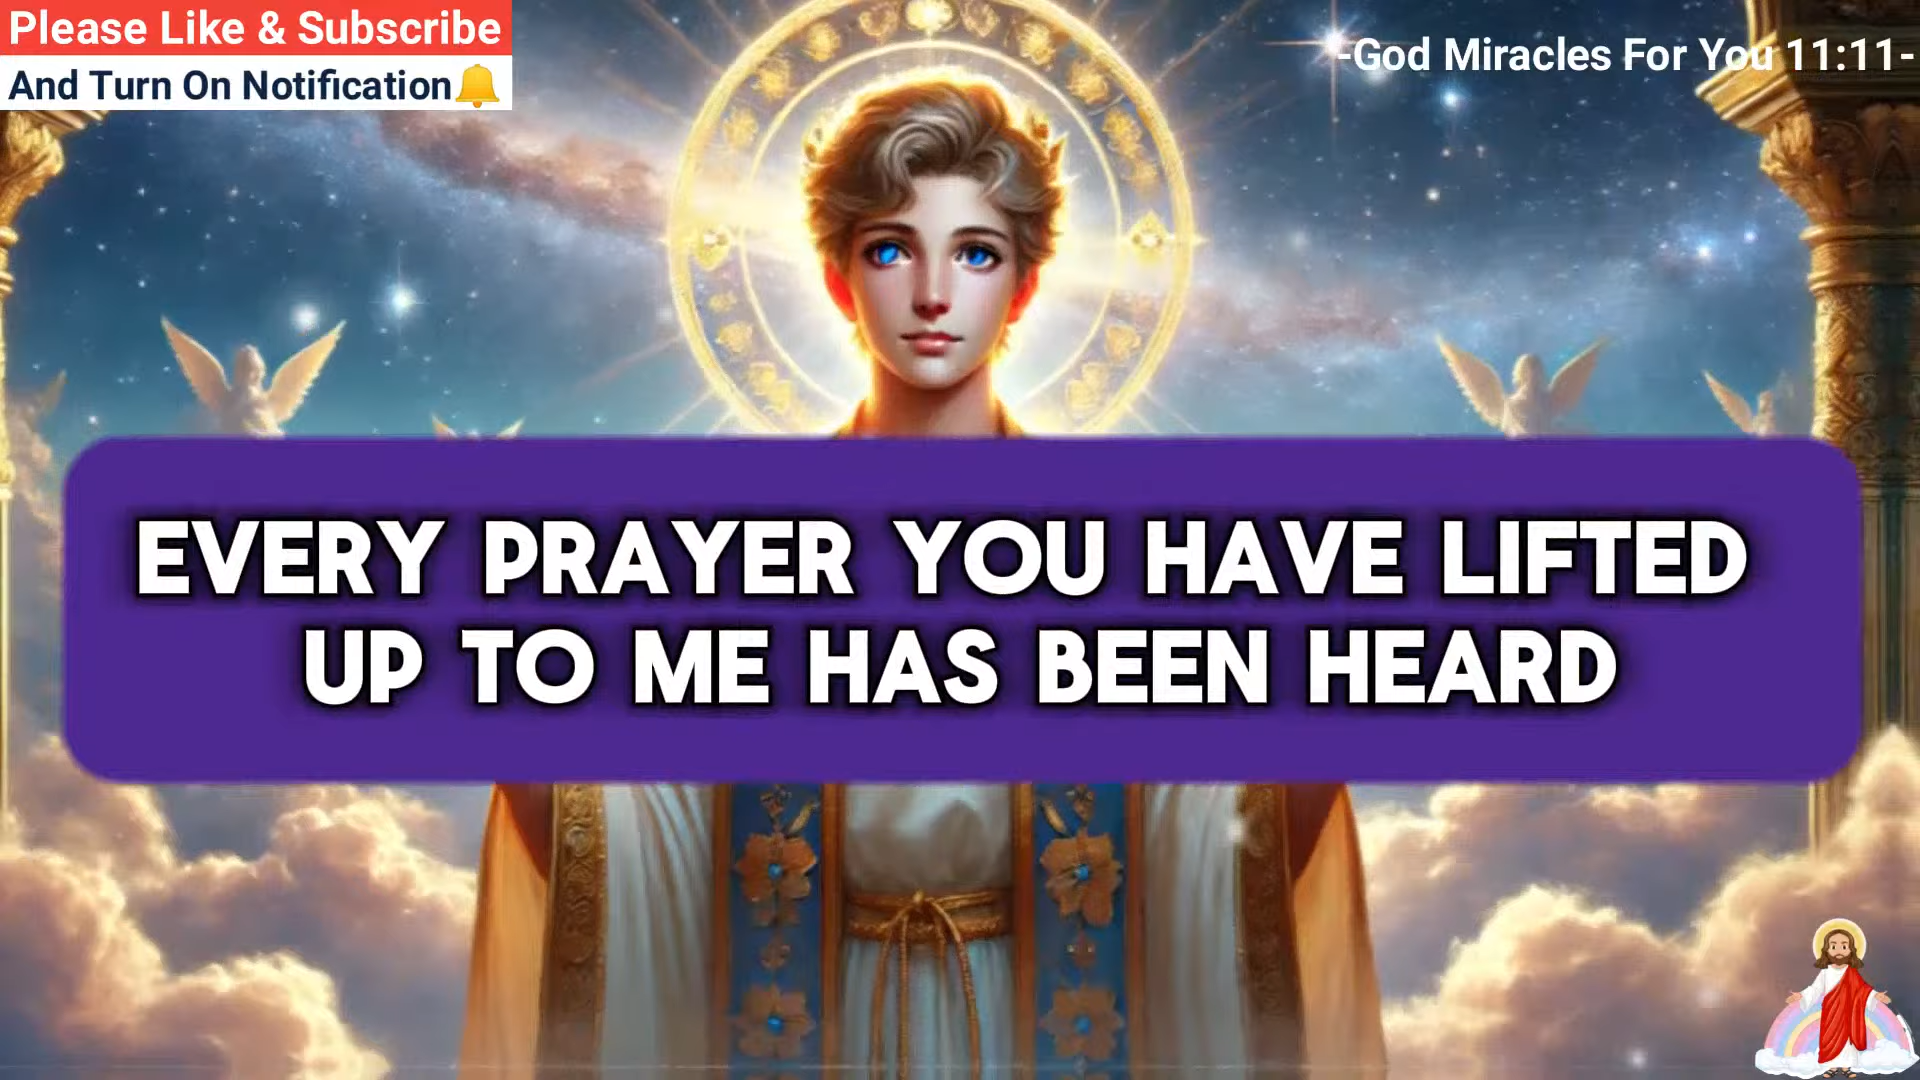 Please Like & Subscribe
And Turn On Notification🔔
-God Miracles For You 11:11-
EVERY PRAYER YOU HAVE LIFTED
UP TO ME HAS BEEN HEARD